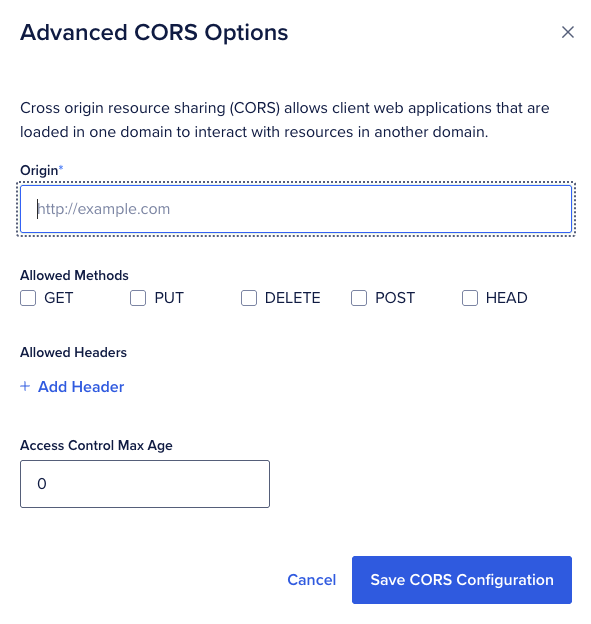 Advanced CORS Options
Cross origin resource sharing (CORS) allows client web applications that are
loaded in one domain to interact with resources in another domain.
Origin*
http://example.com
Allowed Methods
GET PUT DELETE POST HEAD
Allowed Headers
+ Add Header
Access Control Max Age
0
Cancel Save CORS Configuration